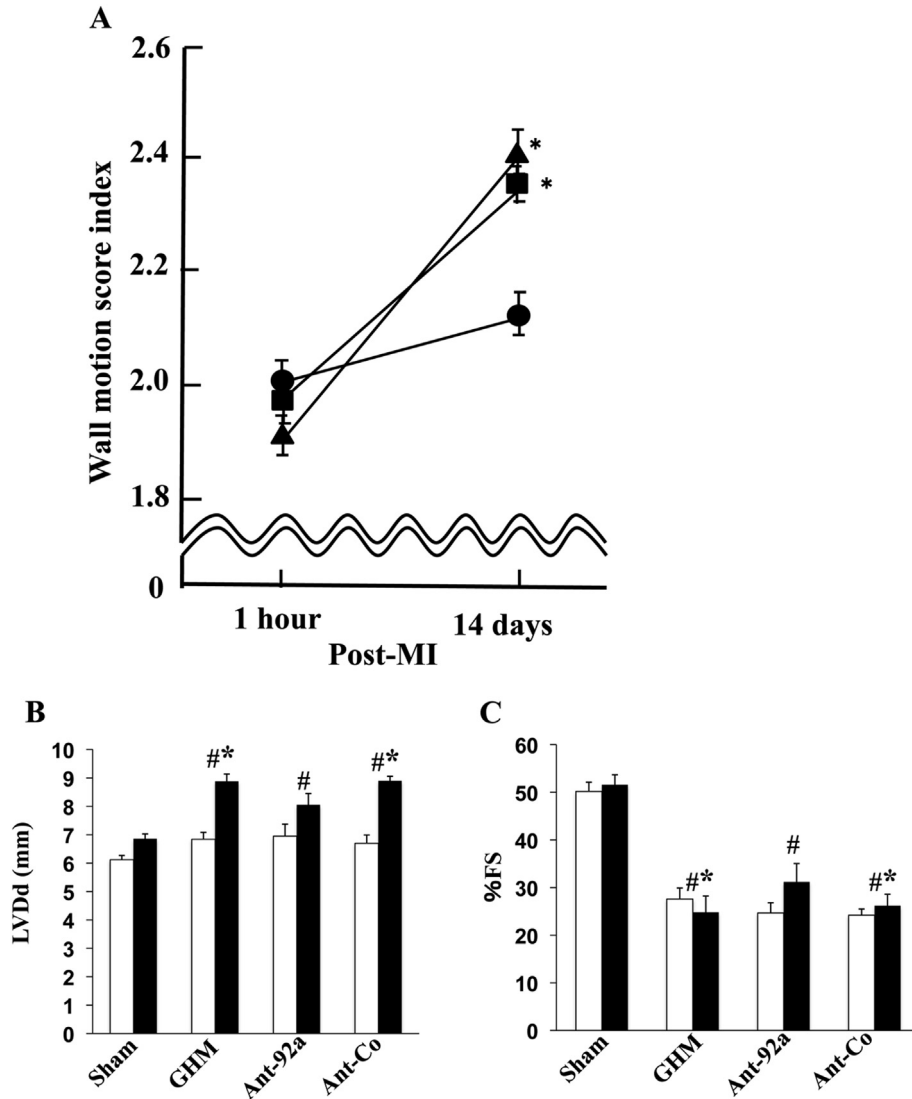 A
Wall motion score index
2.6
2.4
2.2
2.0
1.8
0
*
*
1 hour
14 days
Post-MI
B
LVDd (mm)
10
9
8
7
6
5
4
3
2
1
0
#*
#
#*
Sham
GHM
Ant-92a
Ant-Co
C
%FS
60
50
40
30
20
10
0
#*
#
#*
Sham
GHM
Ant-92a
Ant-Co